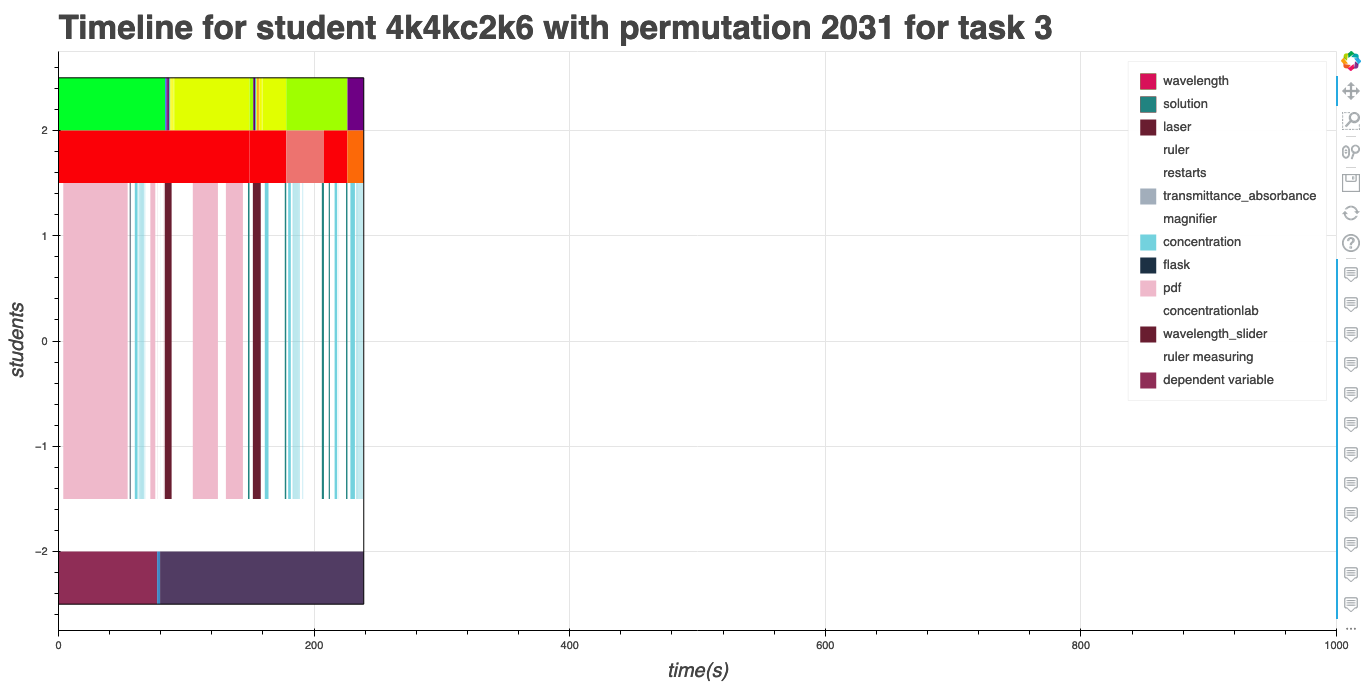 Timeline for student 4k4kc2k6 with permutation 2031 for task 3
wavelength
solution
laser
ruler
restarts
transmittance_absorbance
magnifier
concentration
flask
pdf
concentrationlab
wavelength_slider
ruler measuring
dependent variable
students
2
1
0
−1
−2
0 200 400 600 800 1000
time(s)